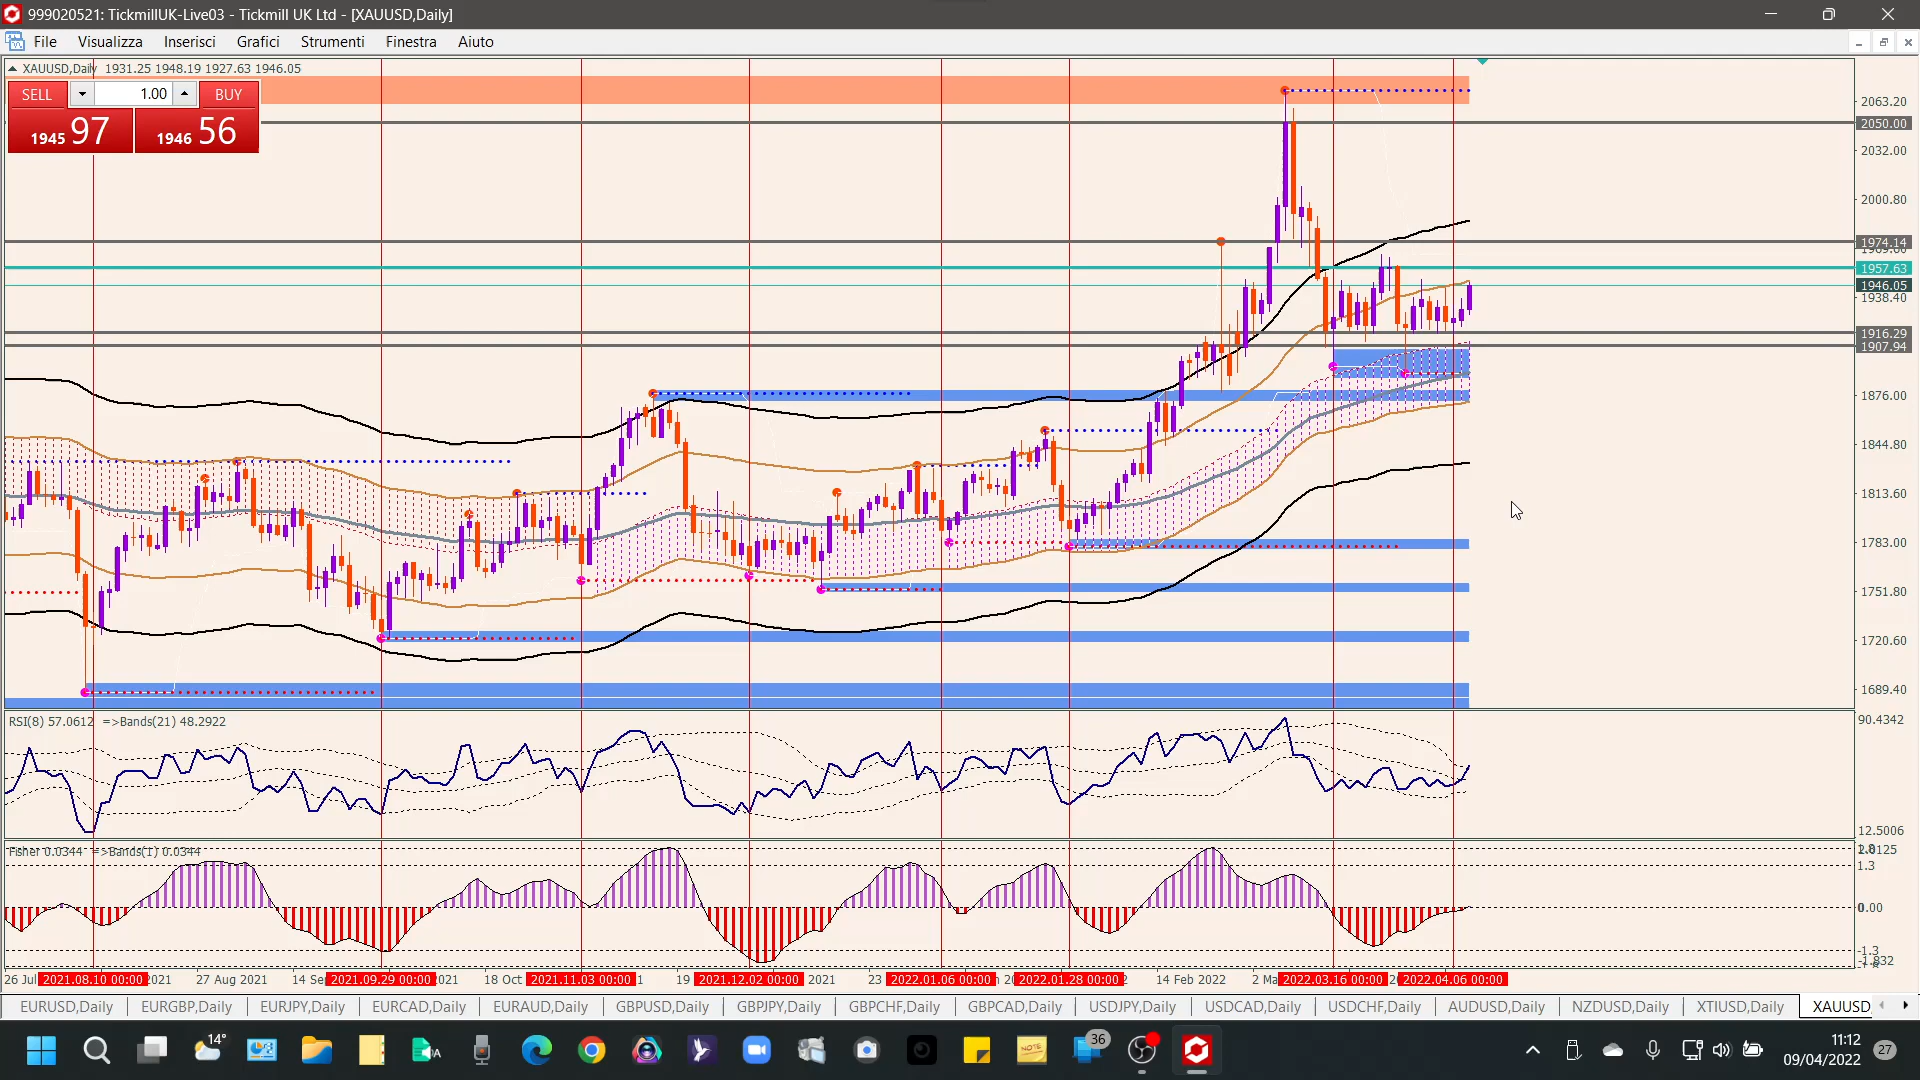 999020521: TickmillUK-Live03 - Tickmill UK Ltd - [XAUUSD,Daily]
File Visualizza Inserisci Grafici Strumenti Finestra Aiuto
XAUUSD,Daily 1931.25 1948.19 1927.63 1946.05
SELL 1.00 BUY
1945 97 1946 56
2063.20
2050.00
2032.00
2000.80
1974.14
1957.63
1946.05
1938.40
1916.29
1907.94
1876.00
1844.80
1813.60
1783.00
1751.80
1720.60
1689.40
RSI(8) 57.0612 =>Bands(21) 48.2922
90.4342
12.5006
Fisher 0.0344 =>Bands(1) 0.0344
1.3
0.00
-1.3
26 Jul 2021.08.10 00:00 27 Aug 2021 14 Se 2021.09.29 00:00 18 Oct 2021.11.03 00:00 19 2021.12.02 00:00 2021 23 2022.01.06 00:00 2022.01.28 00:00 14 Feb 2022 2 Ma 2022.03.16 00:00 2022.04.06 00:00
EURUSD,Daily EURGBP,Daily EURJPY,Daily EURCAD,Daily EURAUD,Daily GBPUSD,Daily GBPJPY,Daily GBPCHF,Daily GBPCAD,Daily USDJPY,Daily USDCAD,Daily USDCHF,Daily AUDUSD,Daily NZDUSD,Daily XTIUSD,Daily XAUUSD,
14°
NOTE
36
11:12
09/04/2022
27